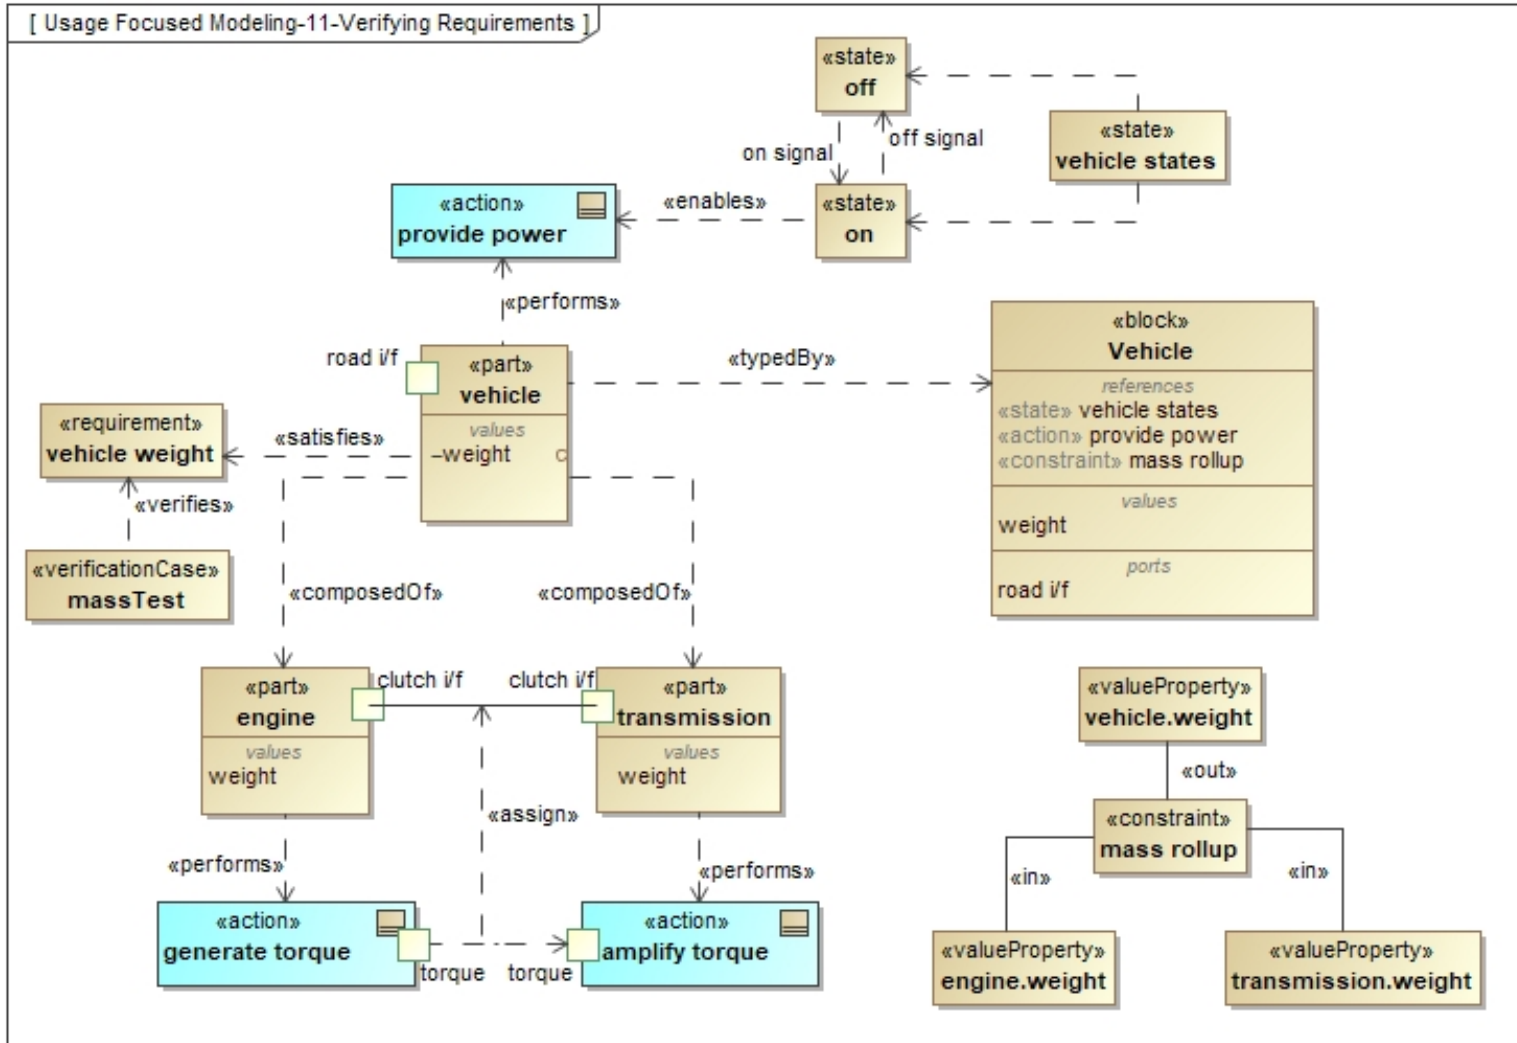 [ Usage Focused Modeling-11-Verifying Requirements ]
«state»
off
«state»
vehicle states
on signal
off signal
«action»
provide power
«enables»
«state»
on
«performs»
road i/f
«part»
vehicle
values
–weight
c
«typedBy»
«block»
Vehicle
references
«state» vehicle states
«action» provide power
«constraint» mass rollup
values
weight
ports
road i/f
«requirement»
vehicle weight
«satisfies»
«verifies»
«verificationCase»
massTest
«composedOf»
«composedOf»
«part»
engine
values
weight
clutch i/f
clutch i/f
«part»
transmission
values
weight
«assign»
«performs»
«performs»
«action»
generate torque
torque
torque
«action»
amplify torque
«valueProperty»
vehicle.weight
«out»
«constraint»
mass rollup
«in»
«in»
«valueProperty»
engine.weight
«valueProperty»
transmission.weight